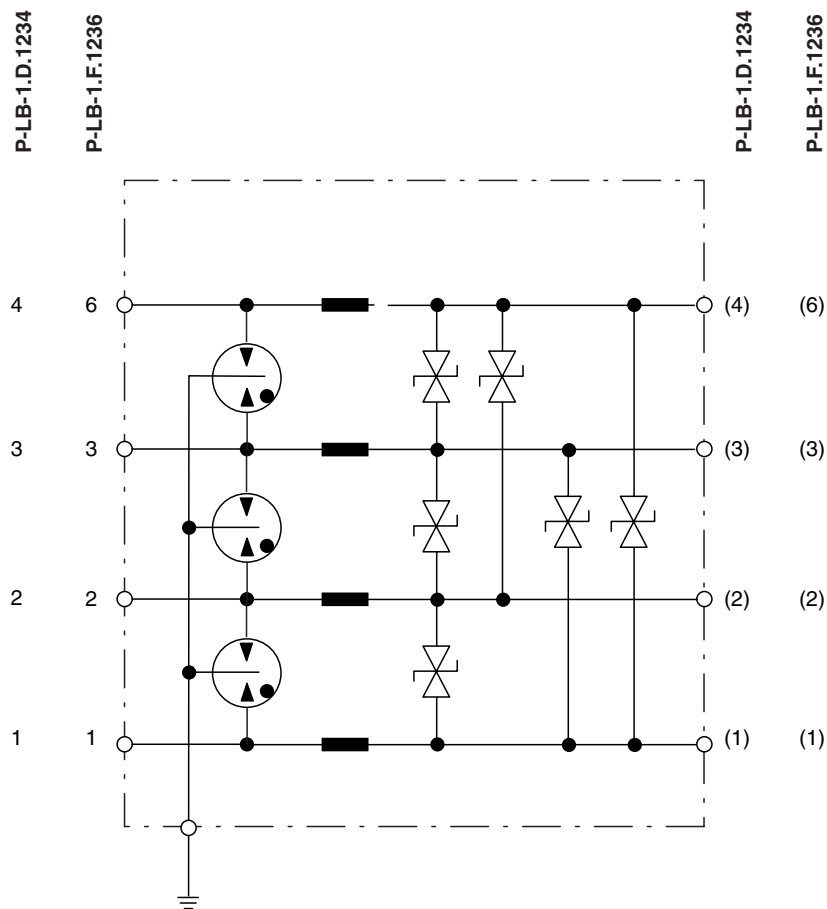 P-LB-1.D.1234
P-LB-1.F.1236
P-LB-1.D.1234
P-LB-1.F.1236
4 6 (4) (6)
3 3 (3) (3)
2 2 (2) (2)
1 1 (1) (1)